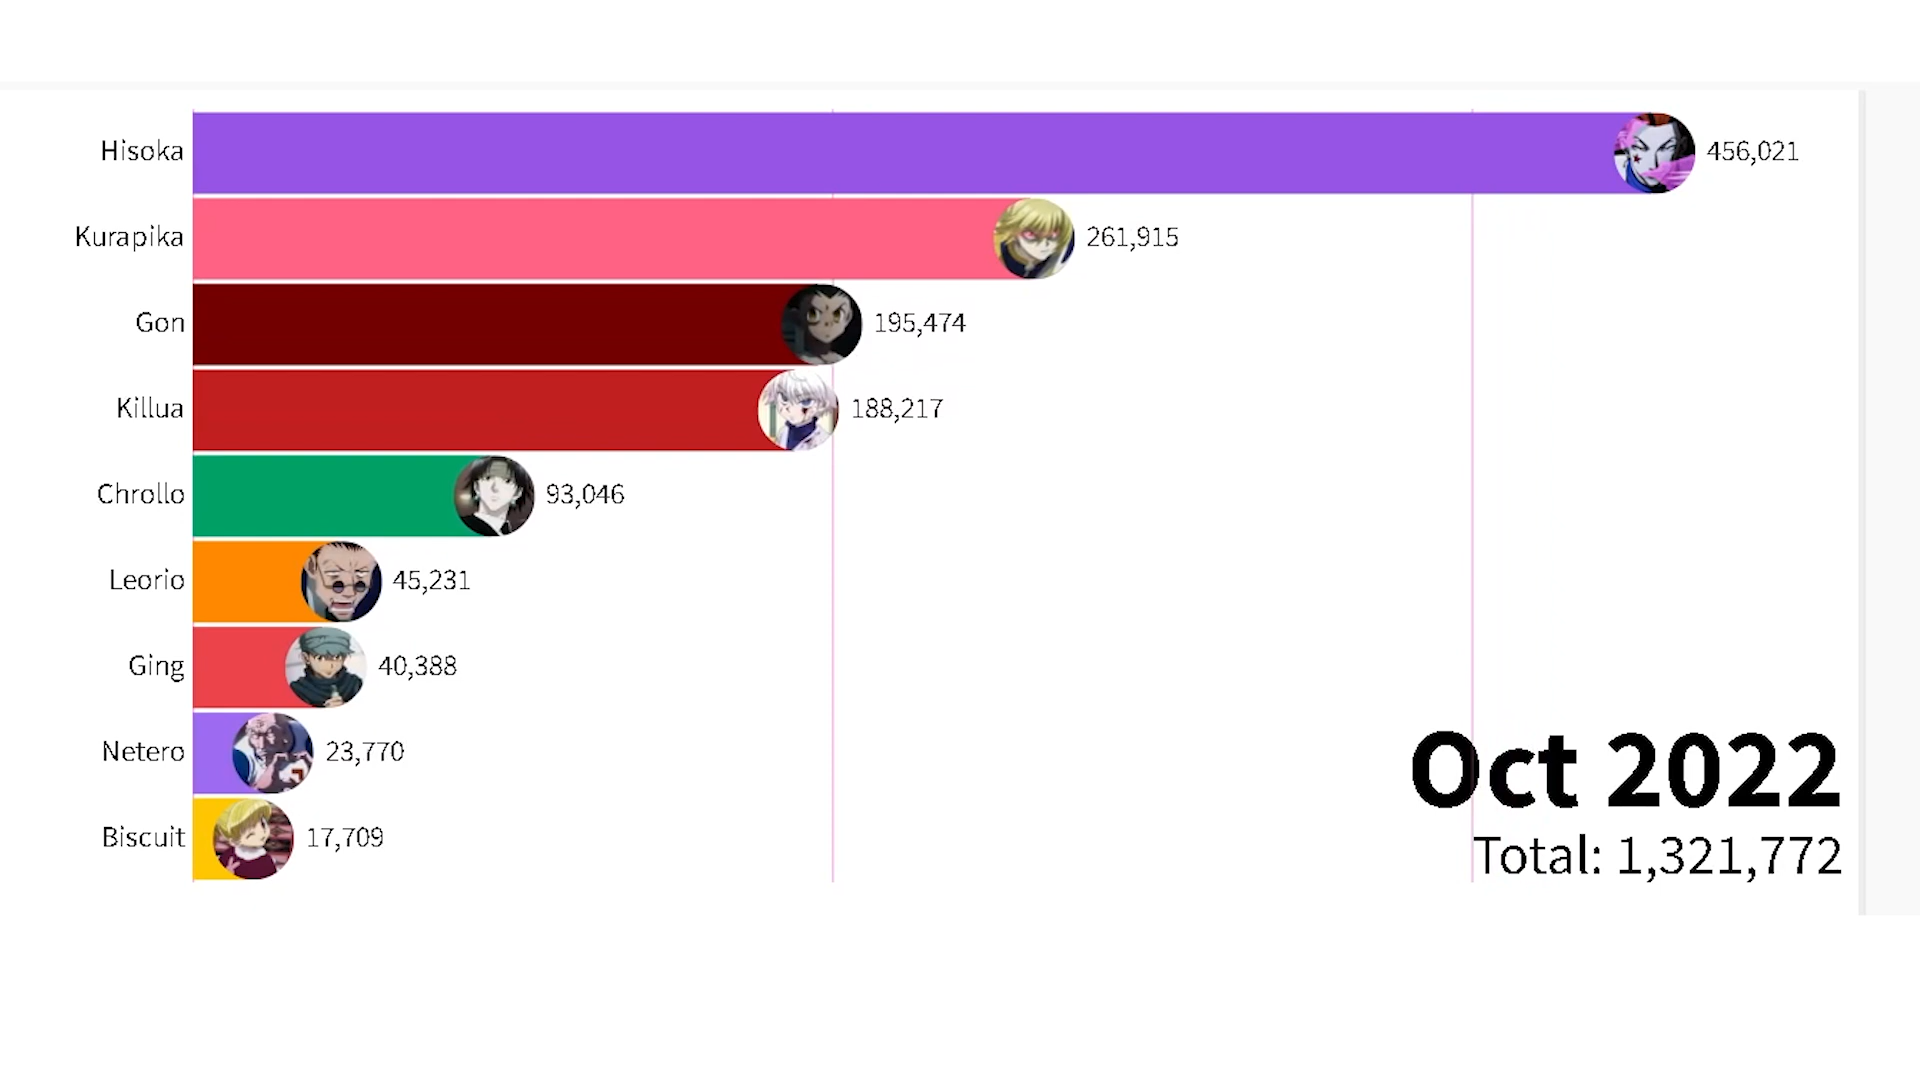 Hisoka 456,021
Kurapika 261,915
Gon 195,474
Killua 188,217
Chrollo 93,046
Leorio 45,231
Ging 40,388
Netero 23,770
Biscuit 17,709
Oct 2022
Total: 1,321,772